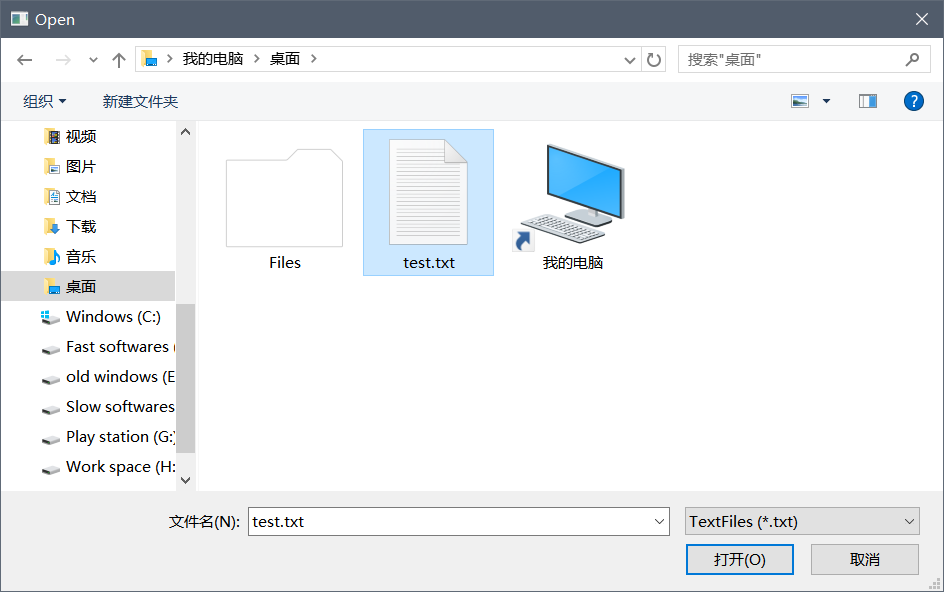 Open
我的电脑 桌面
搜索"桌面"
组织
新建文件夹
?
视频
图片
文档
下载
音乐
桌面
Windows (C:)
Fast softwares (
old windows (E
Slow softwares
Play station (G:)
Work space (H:
Files
test.txt
我的电脑
文件名(N):
test.txt
TextFiles (*.txt)
打开(O)
取消